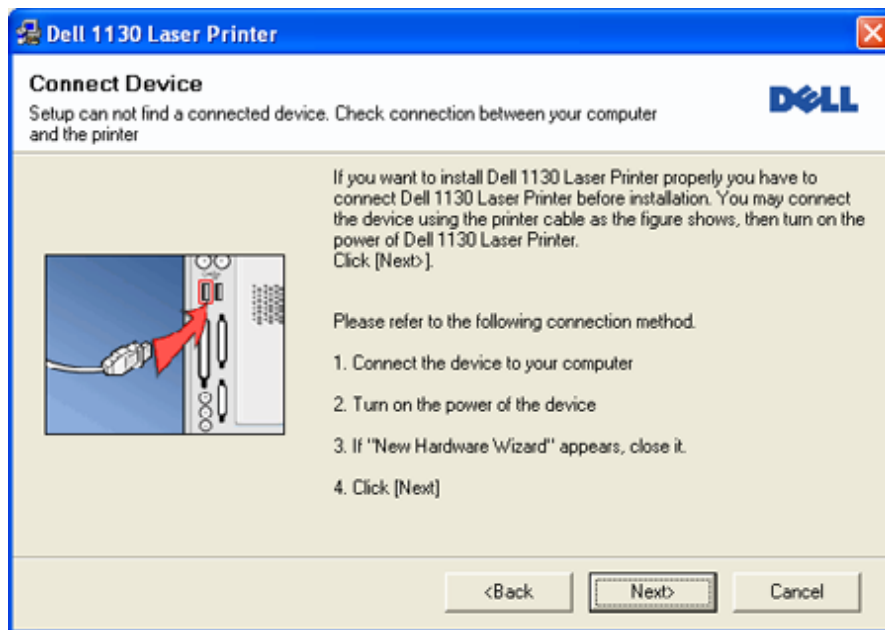 Dell 1130 Laser Printer
Connect Device
Setup can not find a connected device. Check connection between your computer
and the printer
DELL
If you want to install Dell 1130 Laser Printer properly you have to
connect Dell 1130 Laser Printer before installation. You may connect
the device using the printer cable as the figure shows, then turn on the
power of Dell 1130 Laser Printer.
Click [Next>].
Please refer to the following connection method.
1. Connect the device to your computer
2. Turn on the power of the device
3. If "New Hardware Wizard" appears, close it.
4. Click [Next]
<Back
Next>
Cancel